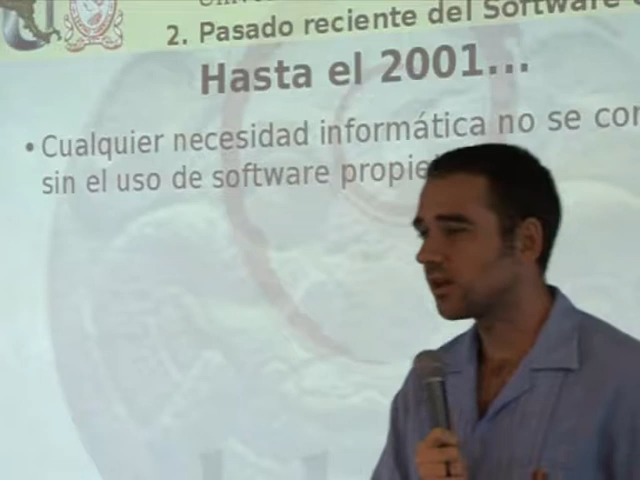 2. Pasado reciente del Software
Hasta el 2001...
• Cualquier necesidad informática no se con
sin el uso de software propie